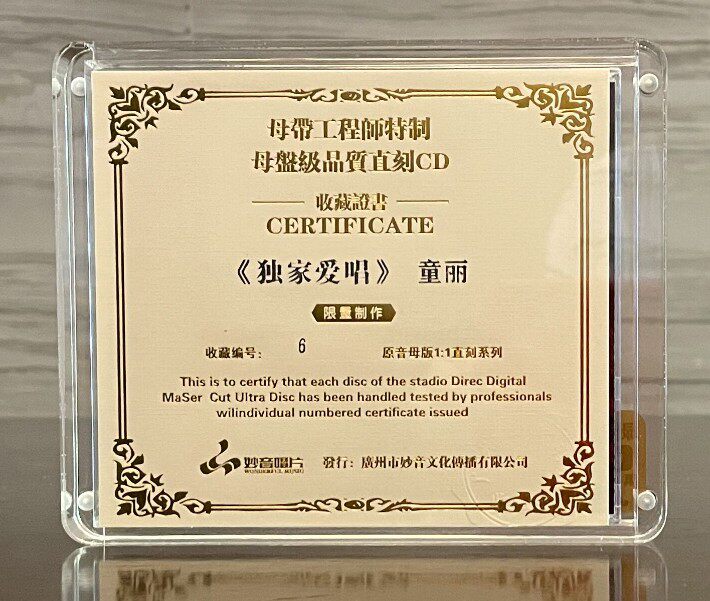 母帶工程師特制
母盤級品質直刻CD
收藏證書
CERTIFICATE
《独家爱唱》 童丽
限量制作
收藏编号： 6 原音母版1:1直刻系列
This is to certify that each disc of the stadio Direc Digital
MaSer Cut Ultra Disc has been handled tested by professionals
wilindividual numbered certificate issued
妙音唱片 發行：廣州市妙音文化傳播有限公司
WONDERFUL MUSIC